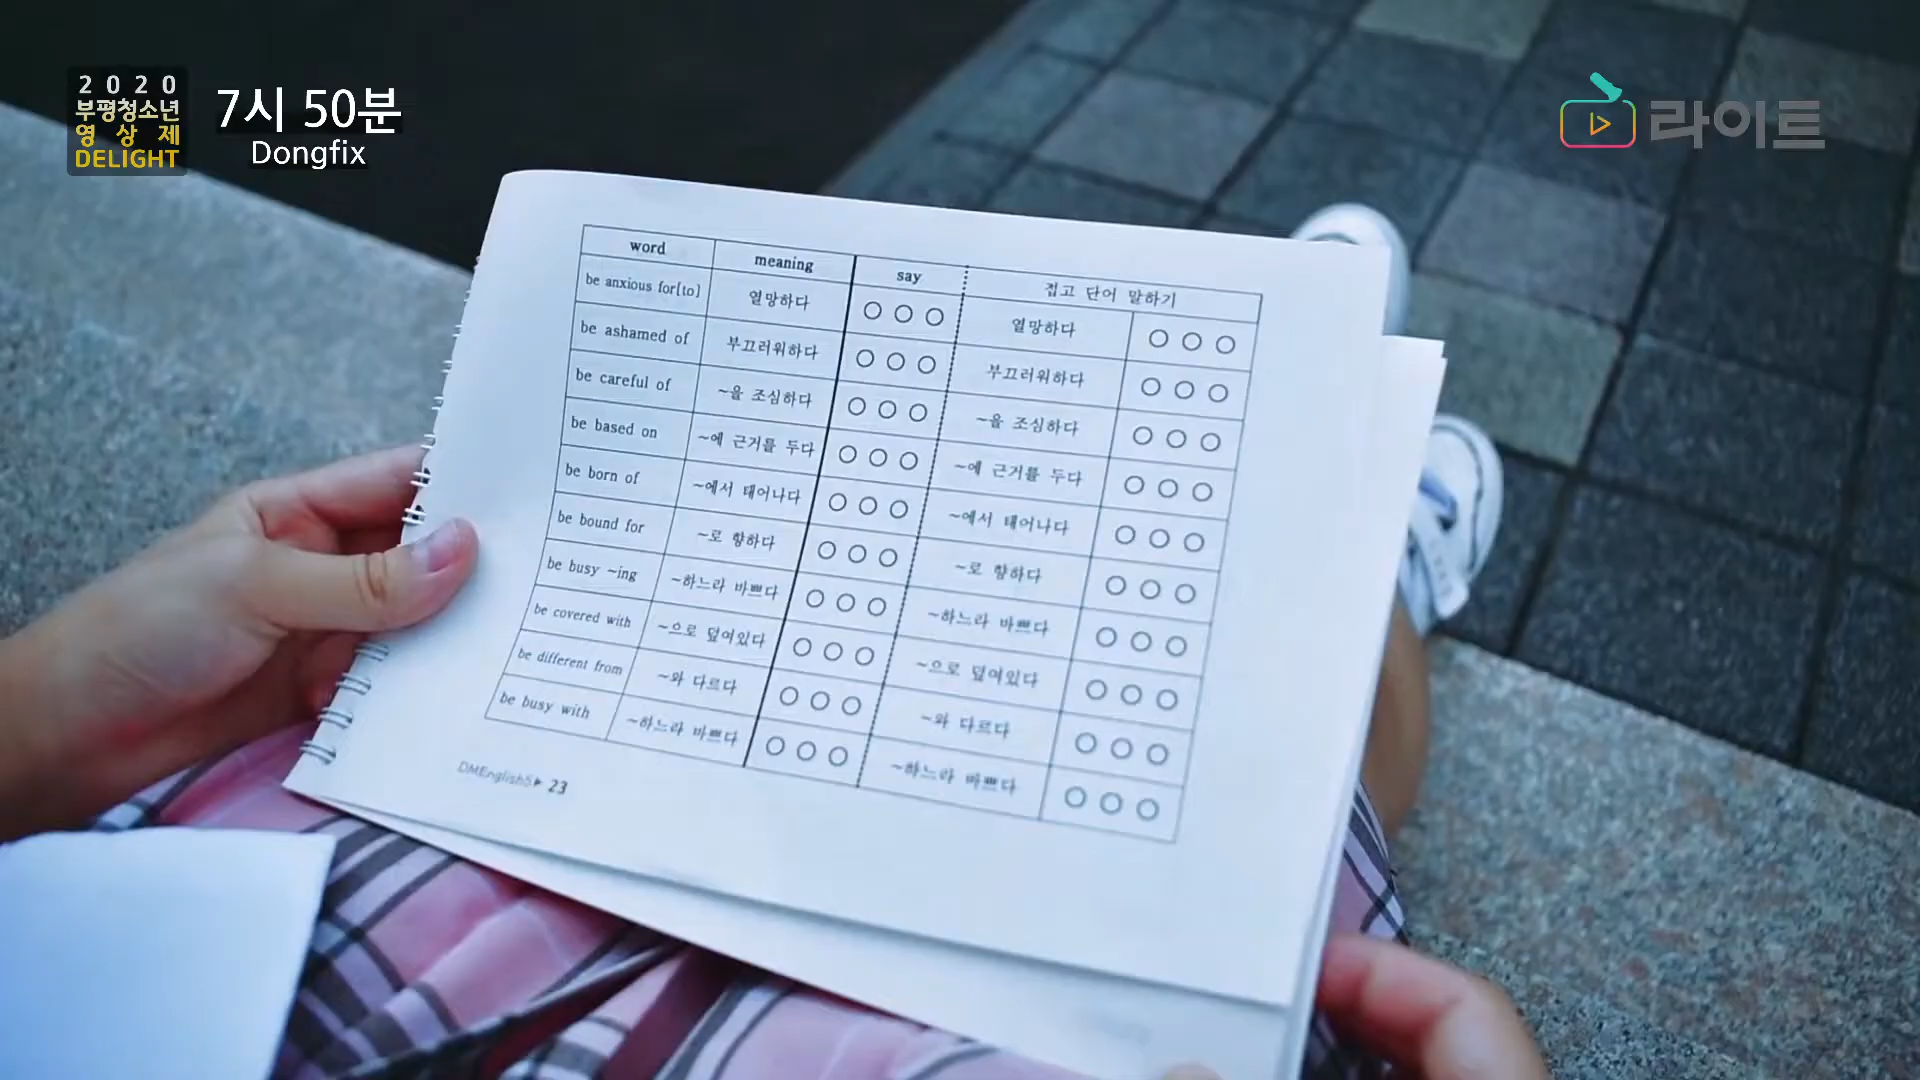 2020
부평청소년
영상제
DELIGHT
7시 50분
Dongfix
라이트
word meaning say 접고 단어 말하기
be anxious for[to] 열망하다 ○ ○ ○ 열망하다 ○ ○ ○
be ashamed of 부끄러워하다 ○ ○ ○ 부끄러워하다 ○ ○ ○
be careful of ~을 조심하다 ○ ○ ○ ~을 조심하다 ○ ○ ○
be based on ~에 근거를 두다 ○ ○ ○ ~에 근거를 두다 ○ ○ ○
be born of ~에서 태어나다 ○ ○ ○ ~에서 태어나다 ○ ○ ○
be bound for ~로 향하다 ○ ○ ○ ~로 향하다 ○ ○ ○
be busy ~ing ~하느라 바쁘다 ○ ○ ○ ~하느라 바쁘다 ○ ○ ○
be covered with ~으로 덮여있다 ○ ○ ○ ~으로 덮여있다 ○ ○ ○
be different from ~와 다르다 ○ ○ ○ ~와 다르다 ○ ○ ○
be busy with ~하느라 바쁘다 ○ ○ ○ ~하느라 바쁘다 ○ ○ ○
23